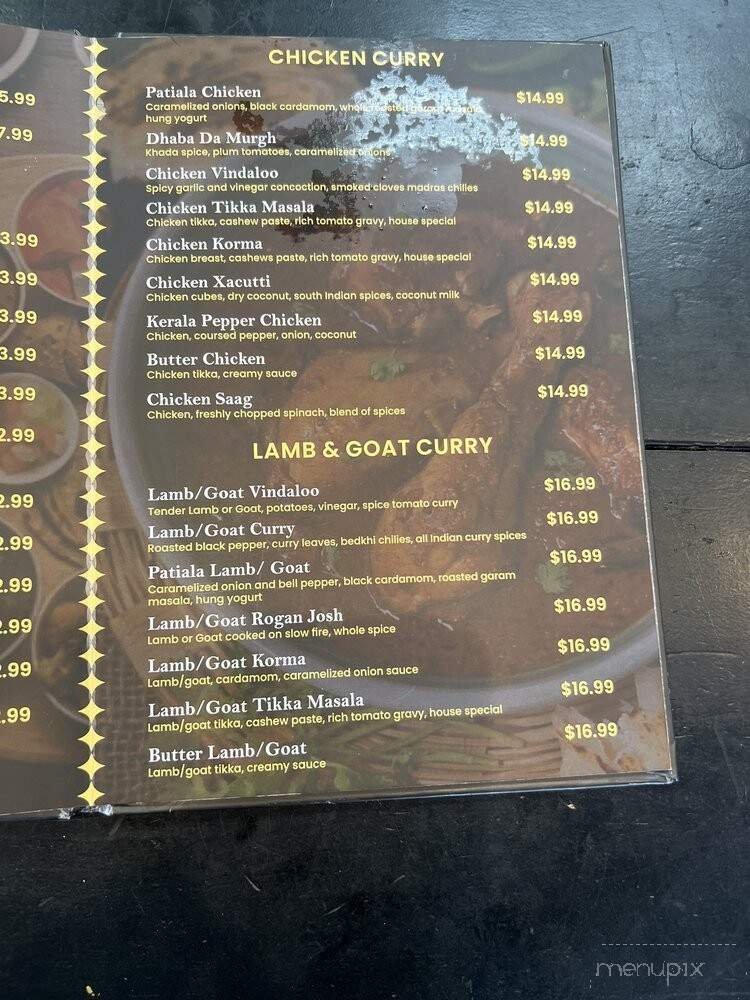 5.99
7.99
3.99
3.99
3.99
3.99
3.99
2.99
2.99
2.99
2.99
2.99
2.99
2.99
CHICKEN CURRY
Patiala Chicken $14.99
Caramelized onions, black cardamom, whole roasted garam masala,
hung yogurt
Dhaba Da Murgh $14.99
Khada spice, plum tomatoes, caramelized onions
Chicken Vindaloo $14.99
Spicy garlic and vinegar concoction, smoked cloves madras chilies
Chicken Tikka Masala $14.99
Chicken tikka, cashew paste, rich tomato gravy, house special
Chicken Korma $14.99
Chicken breast, cashews paste, rich tomato gravy, house special
Chicken Xacutti $14.99
Chicken cubes, dry coconut, south Indian spices, coconut milk
Kerala Pepper Chicken $14.99
Chicken, coursed pepper, onion, coconut
Butter Chicken $14.99
Chicken tikka, creamy sauce
Chicken Saag $14.99
Chicken, freshly chopped spinach, blend of spices
LAMB & GOAT CURRY
Lamb/Goat Vindaloo $16.99
Tender Lamb or Goat, potatoes, vinegar, spice tomato curry
Lamb/Goat Curry $16.99
Roasted black pepper, curry leaves, bedkhi chilies, all Indian curry spices
Patiala Lamb/ Goat $16.99
Caramelized onion and bell pepper, black cardamom, roasted garam
masala, hung yogurt
Lamb/Goat Rogan Josh $16.99
Lamb or Goat cooked on slow fire, whole spice
Lamb/Goat Korma $16.99
Lamb/goat, cardamom, caramelized onion sauce
Lamb/Goat Tikka Masala $16.99
Lamb/goat tikka, cashew paste, rich tomato gravy, house special
Butter Lamb/Goat $16.99
Lamb/goat tikka, creamy sauce
menupix